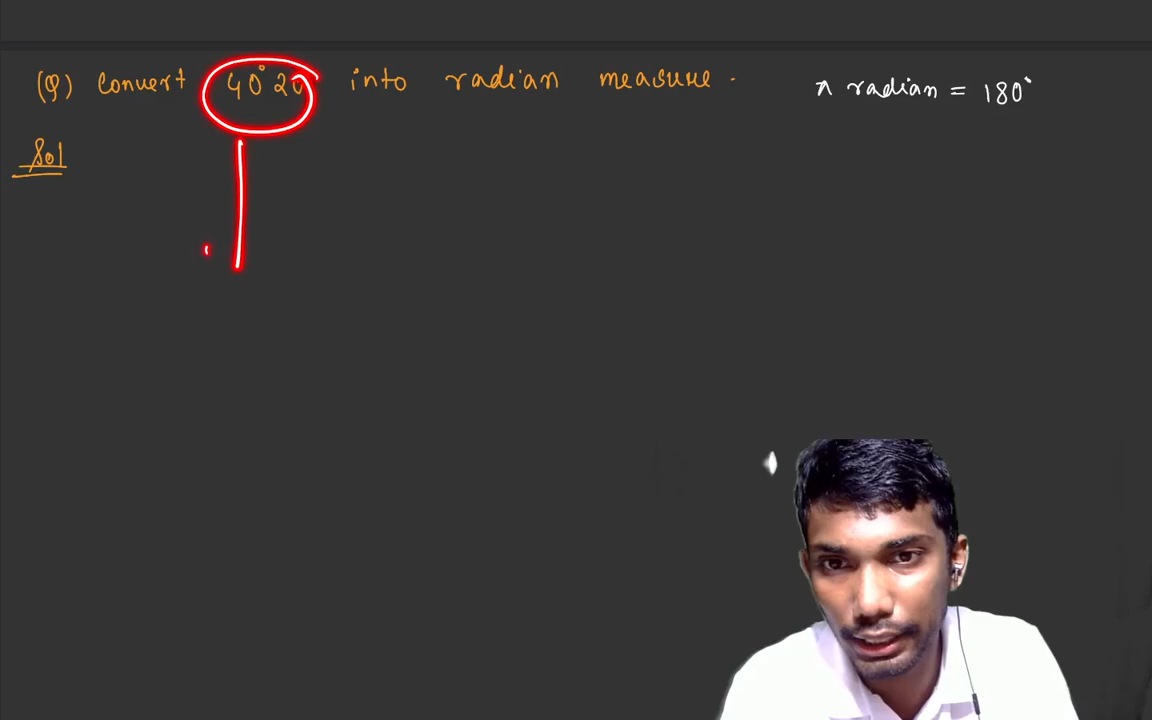 (Q) Convert 40° 20 into radian measure.
π radian = 180°
Sol